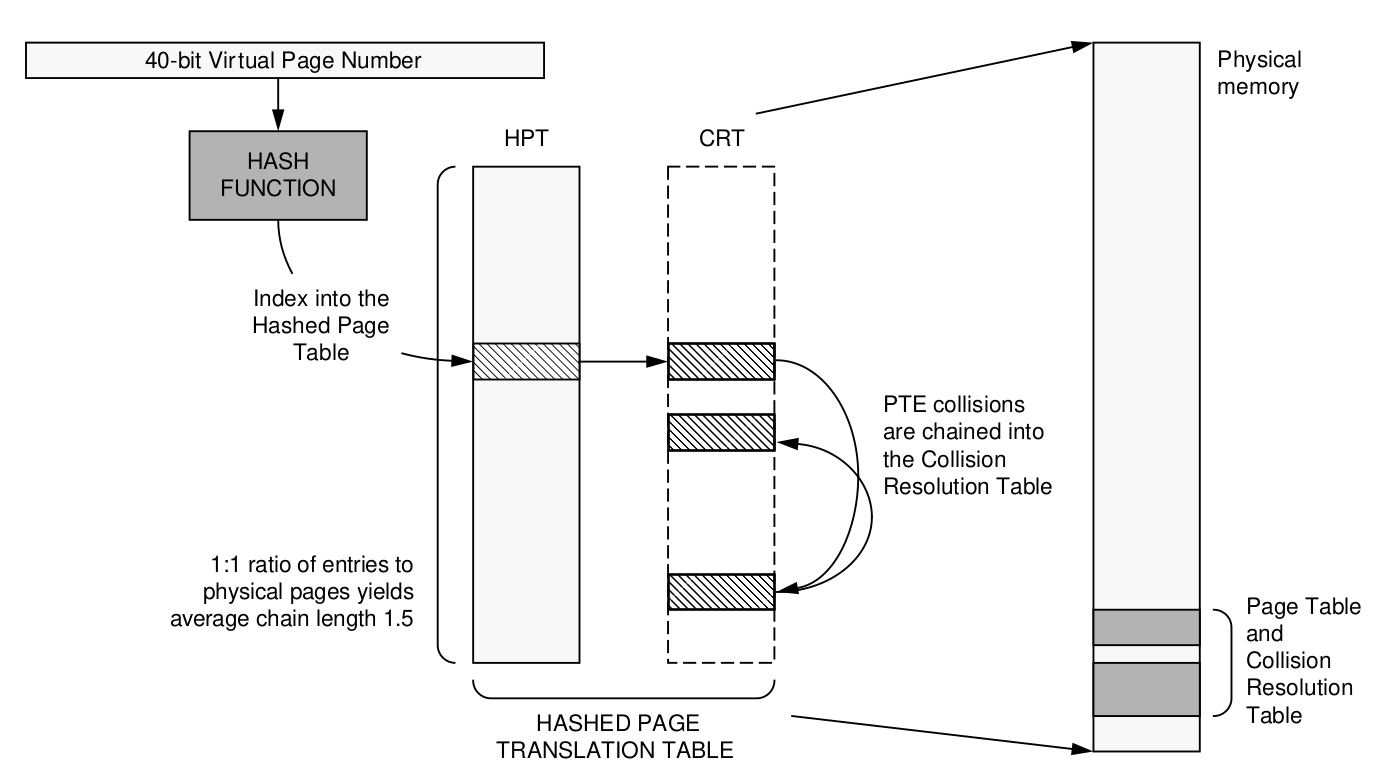 40-bit Virtual Page Number
HASH
FUNCTION
Index into the
Hashed Page
Table
HPT
CRT
1:1 ratio of entries to
physical pages yields
average chain length 1.5
HASHED PAGE
TRANSLATION TABLE
PTE collisions
are chained into
the Collision
Resolution Table
Physical
memory
Page Table
and
Collision
Resolution
Table